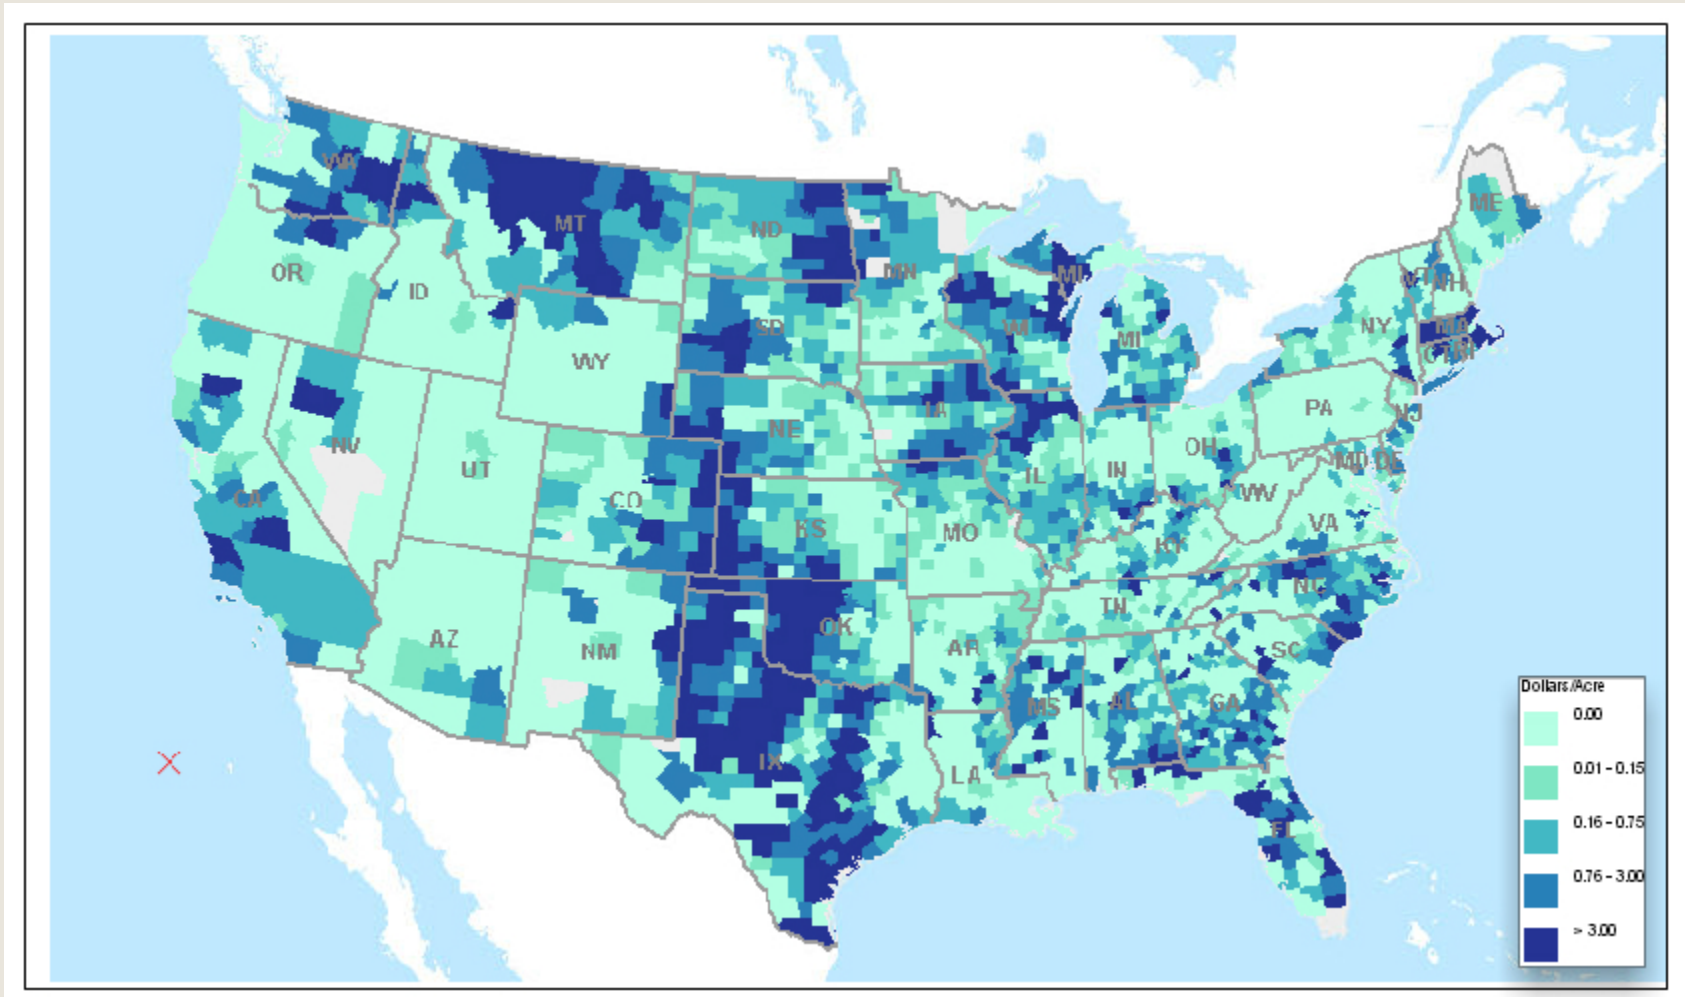 WA
MT
ND
MN
ME
OR
ID
SD
WI
MI
MI
VT
NH
NY
MA
CT
RI
WY
IA
NE
PA
NJ
NV
UT
CO
IL
IN
OH
MD
DE
WV
CA
KS
MO
KY
VA
AZ
NM
OK
AR
TN
NC
SC
MS
AL
GA
TX
LA
FL
Dollars/Acre
0.00
0.01 - 0.15
0.16 - 0.75
0.76 - 3.00
> 3.00